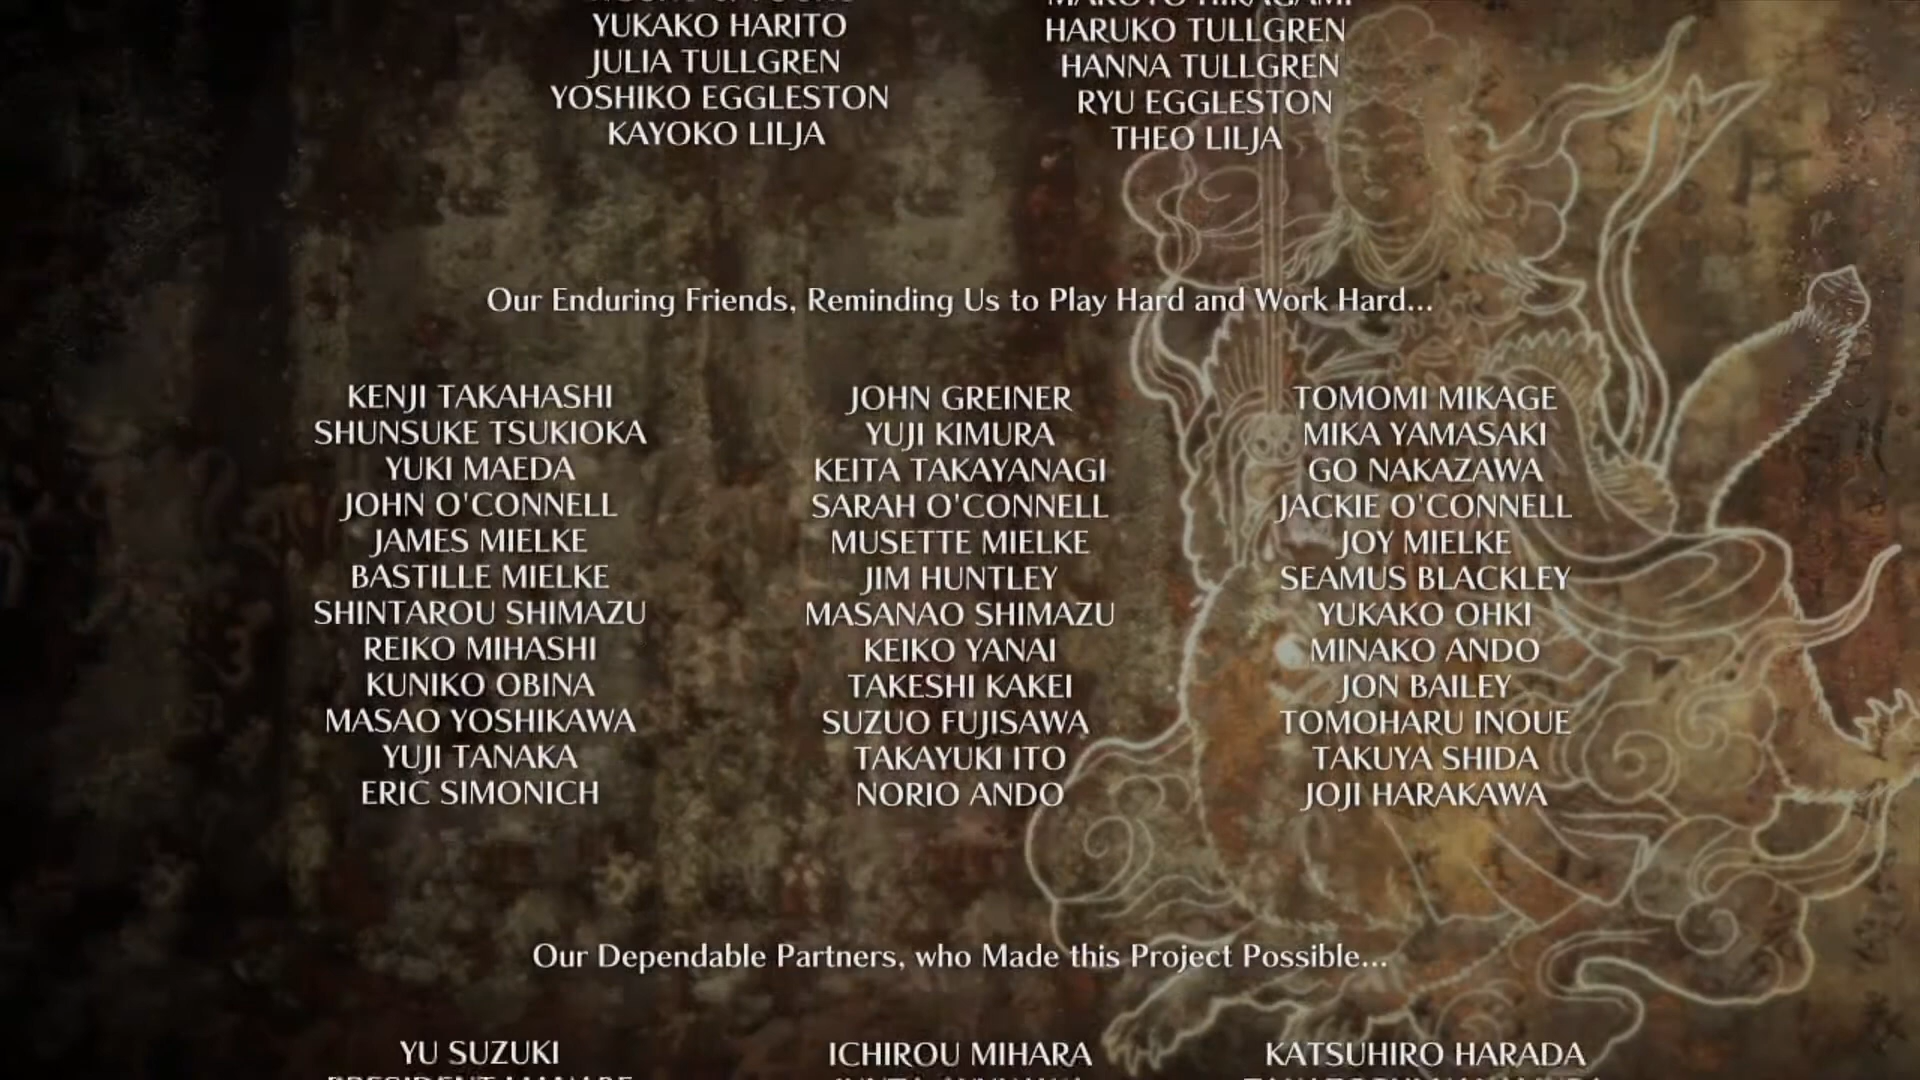 YUKAKO HARITO HARUKO TULLGREN
JULIA TULLGREN HANNA TULLGREN
YOSHIKO EGGLESTON RYU EGGLESTON
KAYOKO LILJA THEO LILJA
Our Enduring Friends, Reminding Us to Play Hard and Work Hard...
KENJI TAKAHASHI JOHN GREINER TOMOMI MIKAGE
SHUNSUKE TSUKIOKA YUJI KIMURA MIKA YAMASAKI
YUKI MAEDA KEITA TAKAYANAGI GO NAKAZAWA
JOHN O'CONNELL SARAH O'CONNELL JACKIE O'CONNELL
JAMES MIELKE MUSETTE MIELKE JOY MIELKE
BASTILLE MIELKE JIM HUNTLEY SEAMUS BLACKLEY
SHINTAROU SHIMAZU MASANAO SHIMAZU YUKAKO OHKI
REIKO MIHASHI KEIKO YANAI MINAKO ANDO
KUNIKO OBINA TAKESHI KAKEI JON BAILEY
MASAO YOSHIKAWA SUZUO FUJISAWA TOMOHARU INOUE
YUJI TANAKA TAKAYUKI ITO TAKUYA SHIDA
ERIC SIMONICH NORIO ANDO JOJI HARAKAWA
Our Dependable Partners, who Made this Project Possible...
YU SUZUKI ICHIROU MIHARA KATSUHIRO HARADA